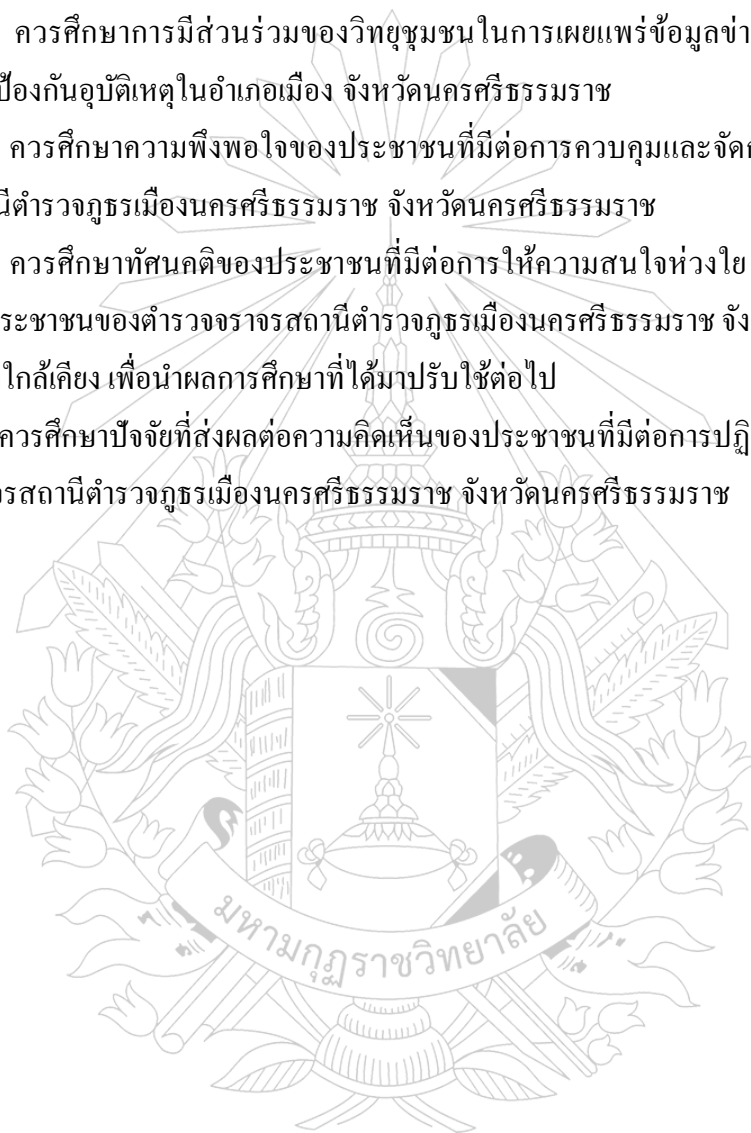 ควรศึกษาการมีส่วนร่วมของวิทยุชุมชนในการเผยแพร่ข้อมูลข่า
ป้องกันอุบัติเหตุในอำเภอเมือง จังหวัดนครศรีธรรมราช
ควรศึกษาความพึงพอใจของประชาชนที่มีต่อการควบคุมและจัดก
นีตำรวจภูธรเมืองนครศรีธรรมราช จังหวัดนครศรีธรรมราช
ควรศึกษาทัศนคติของประชาชนที่มีต่อการให้ความสนใจห่วงใย
ระชาชนของตำรวจจราจรสถานีตำรวจภูธรเมืองนครศรีธรรมราช จัง
ใกล้เคียง เพื่อนำผลการศึกษาที่ได้มาปรับใช้ต่อไป
ควรศึกษาปัจจัยที่ส่งผลต่อความคิดเห็นของประชาชนที่มีต่อการปฏิ
รสถานีตำรวจภูธรเมืองนครศรีธรรมราช จังหวัดนครศรีธรรมราช
มหามกุฏราชวิทยาลัย